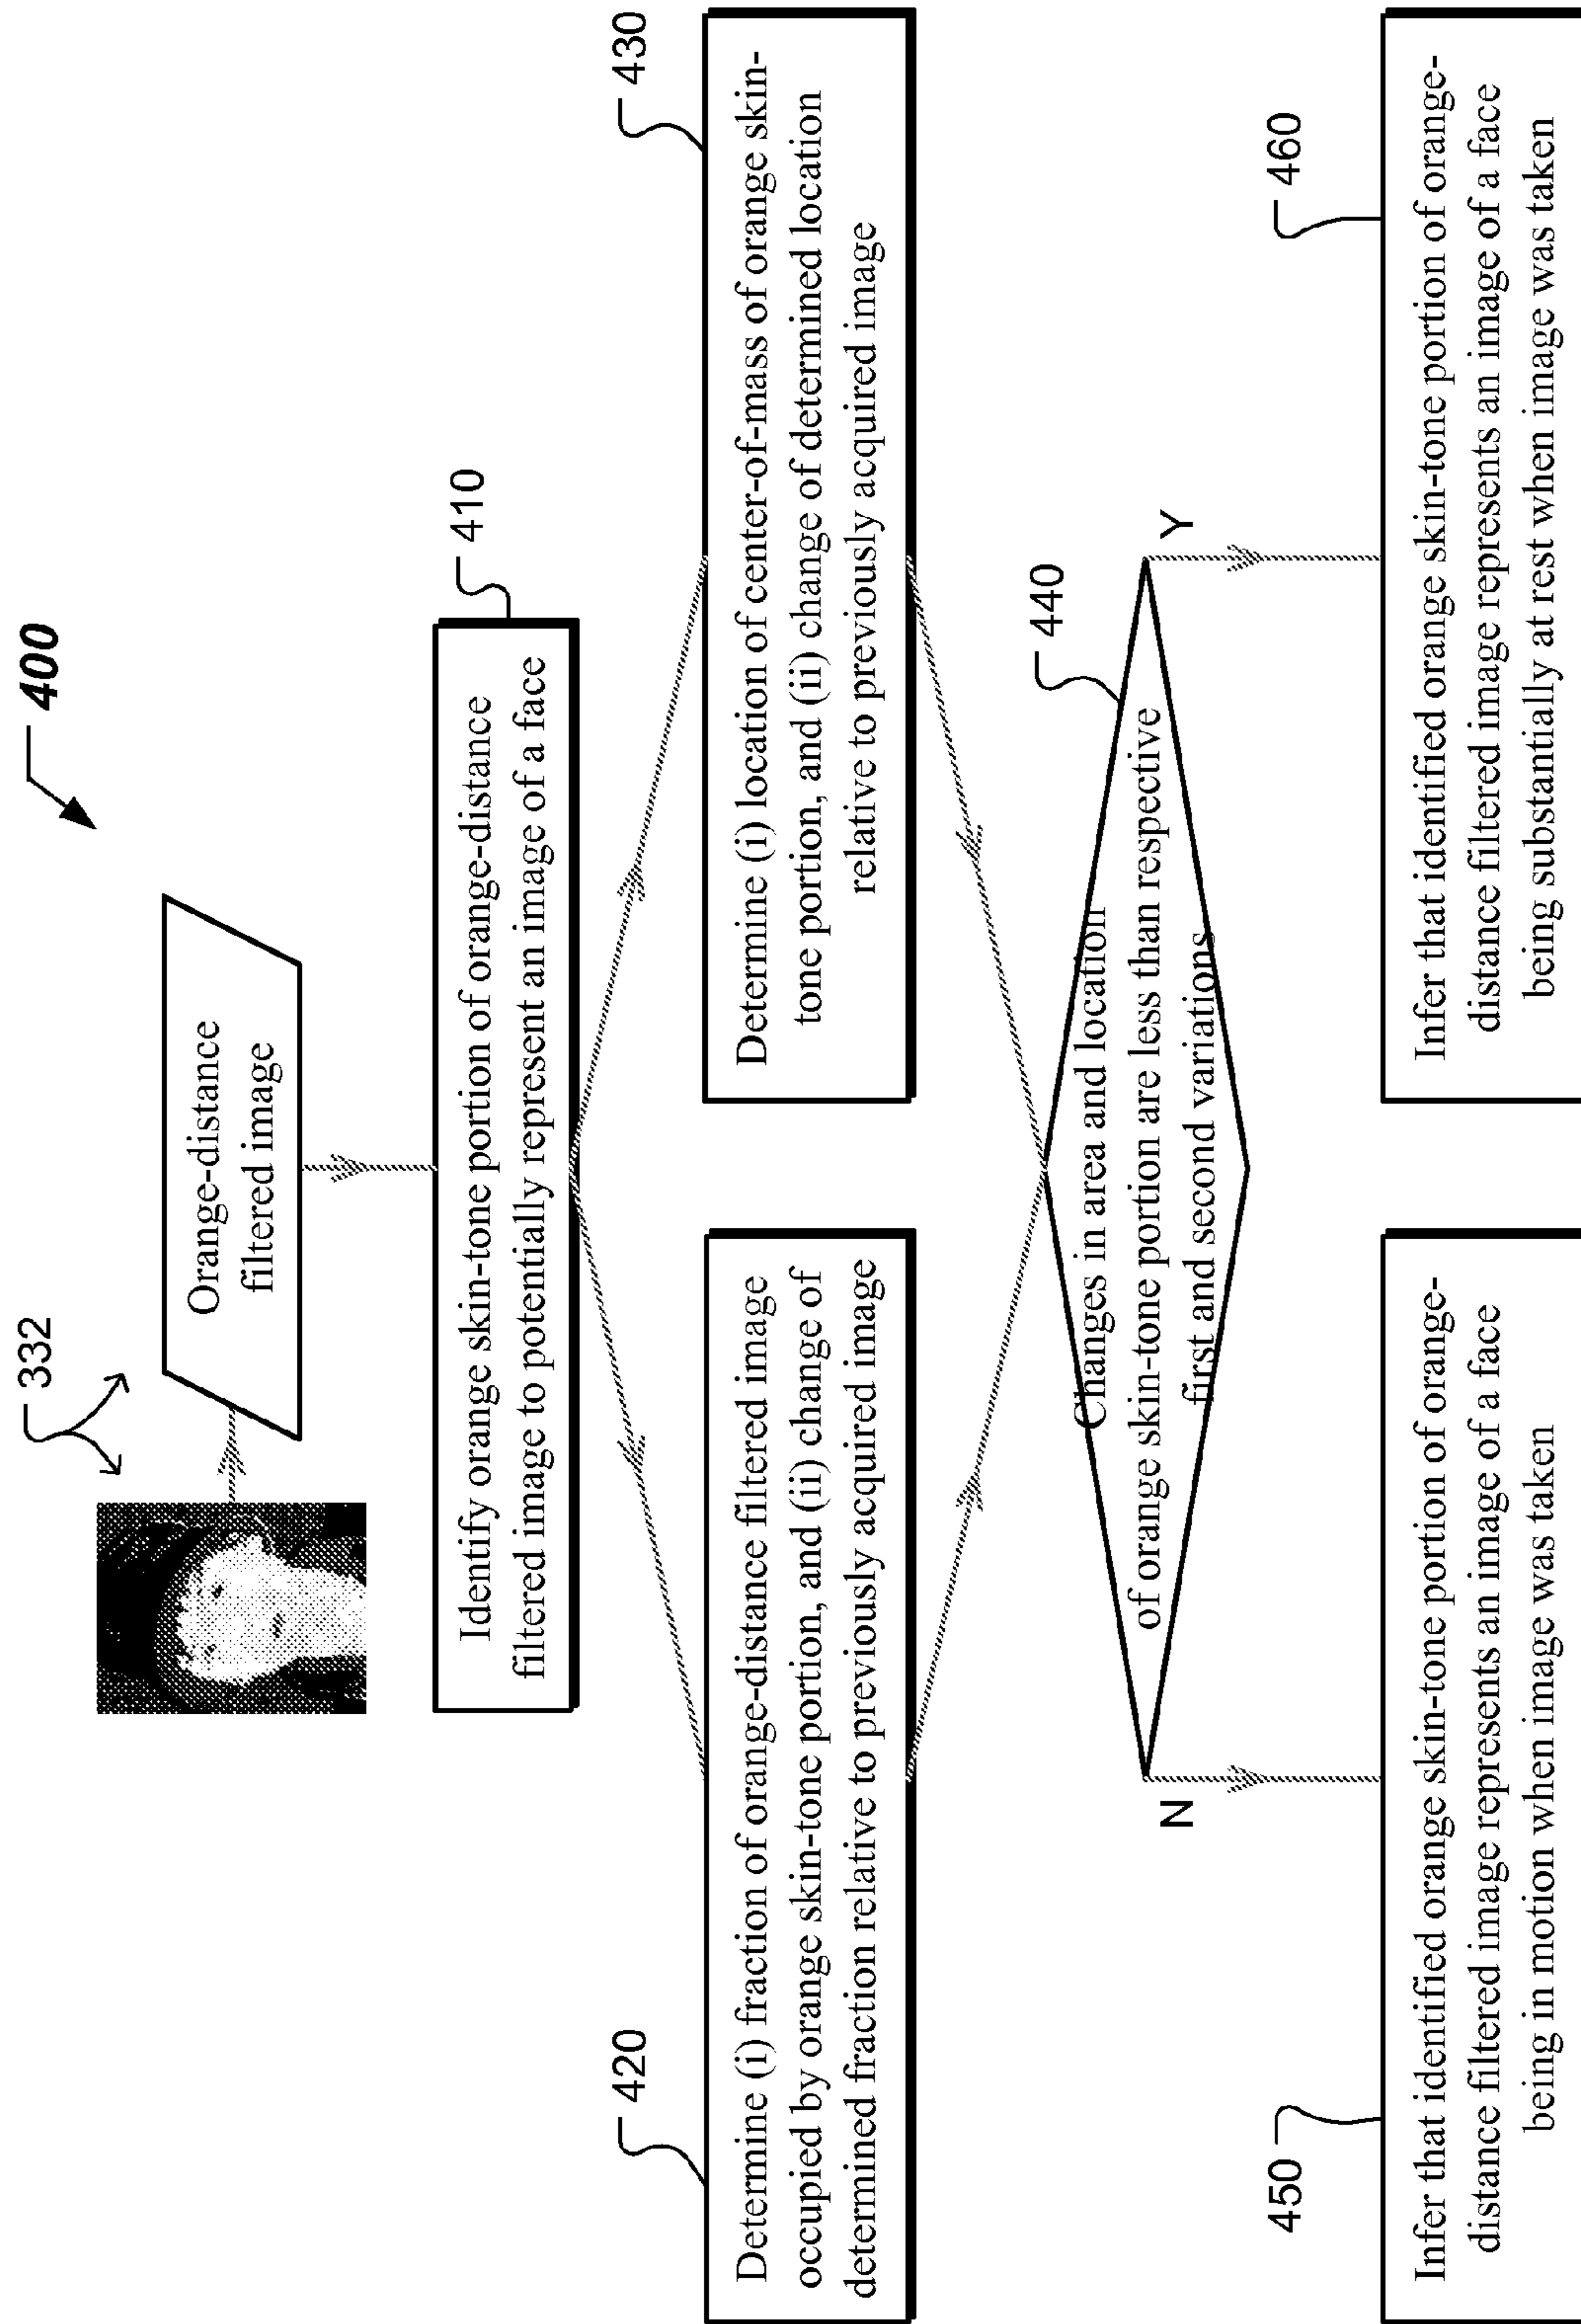 400
332
Orange-distance
filtered image
410
Identify orange skin-tone portion of orange-distance
filtered image to potentially represent an image of a face
420
Determine (i) fraction of orange-distance filtered image
occupied by orange skin-tone portion, and (ii) change of
determined fraction relative to previously acquired image
430
Determine (i) location of center-of-mass of orange skin-
tone portion, and (ii) change of determined location
relative to previously acquired image
440
Changes in area and location
of orange skin-tone portion are less than respective
first and second variations
N
Y
450
Infer that identified orange skin-tone portion of orange-
distance filtered image represents an image of a face
being in motion when image was taken
460
Infer that identified orange skin-tone portion of orange-
distance filtered image represents an image of a face
being substantially at rest when image was taken